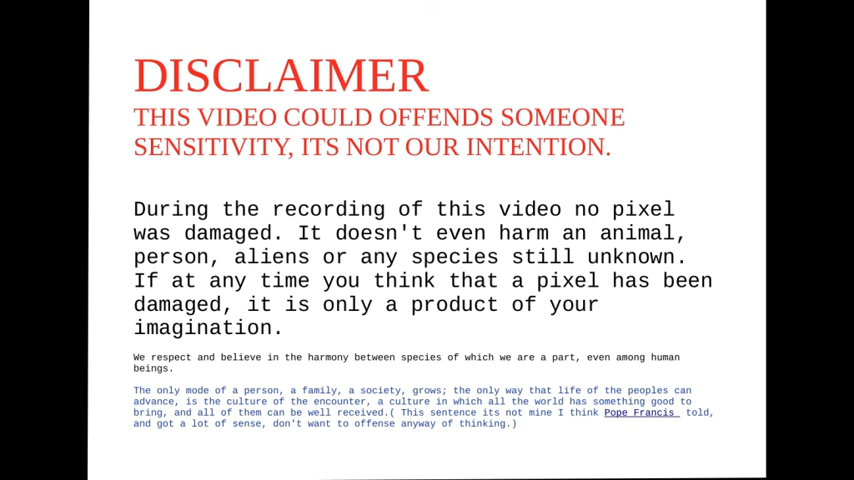 DISCLAIMER
THIS VIDEO COULD OFFENDS SOMEONE
SENSITIVITY, ITS NOT OUR INTENTION.
During the recording of this video no pixel
was damaged. It doesn't even harm an animal,
person, aliens or any species still unknown.
If at any time you think that a pixel has been
damaged, it is only a product of your
imagination.
We respect and believe in the harmony between species of which we are a part, even among human
beings.
The only mode of a person, a family, a society, grows; the only way that life of the peoples can
advance, is the culture of the encounter, a culture in which all the world has something good to
bring, and all of them can be well received.( This sentence its not mine I think Pope Francis  told,
and got a lot of sense, don't want to offense anyway of thinking.)